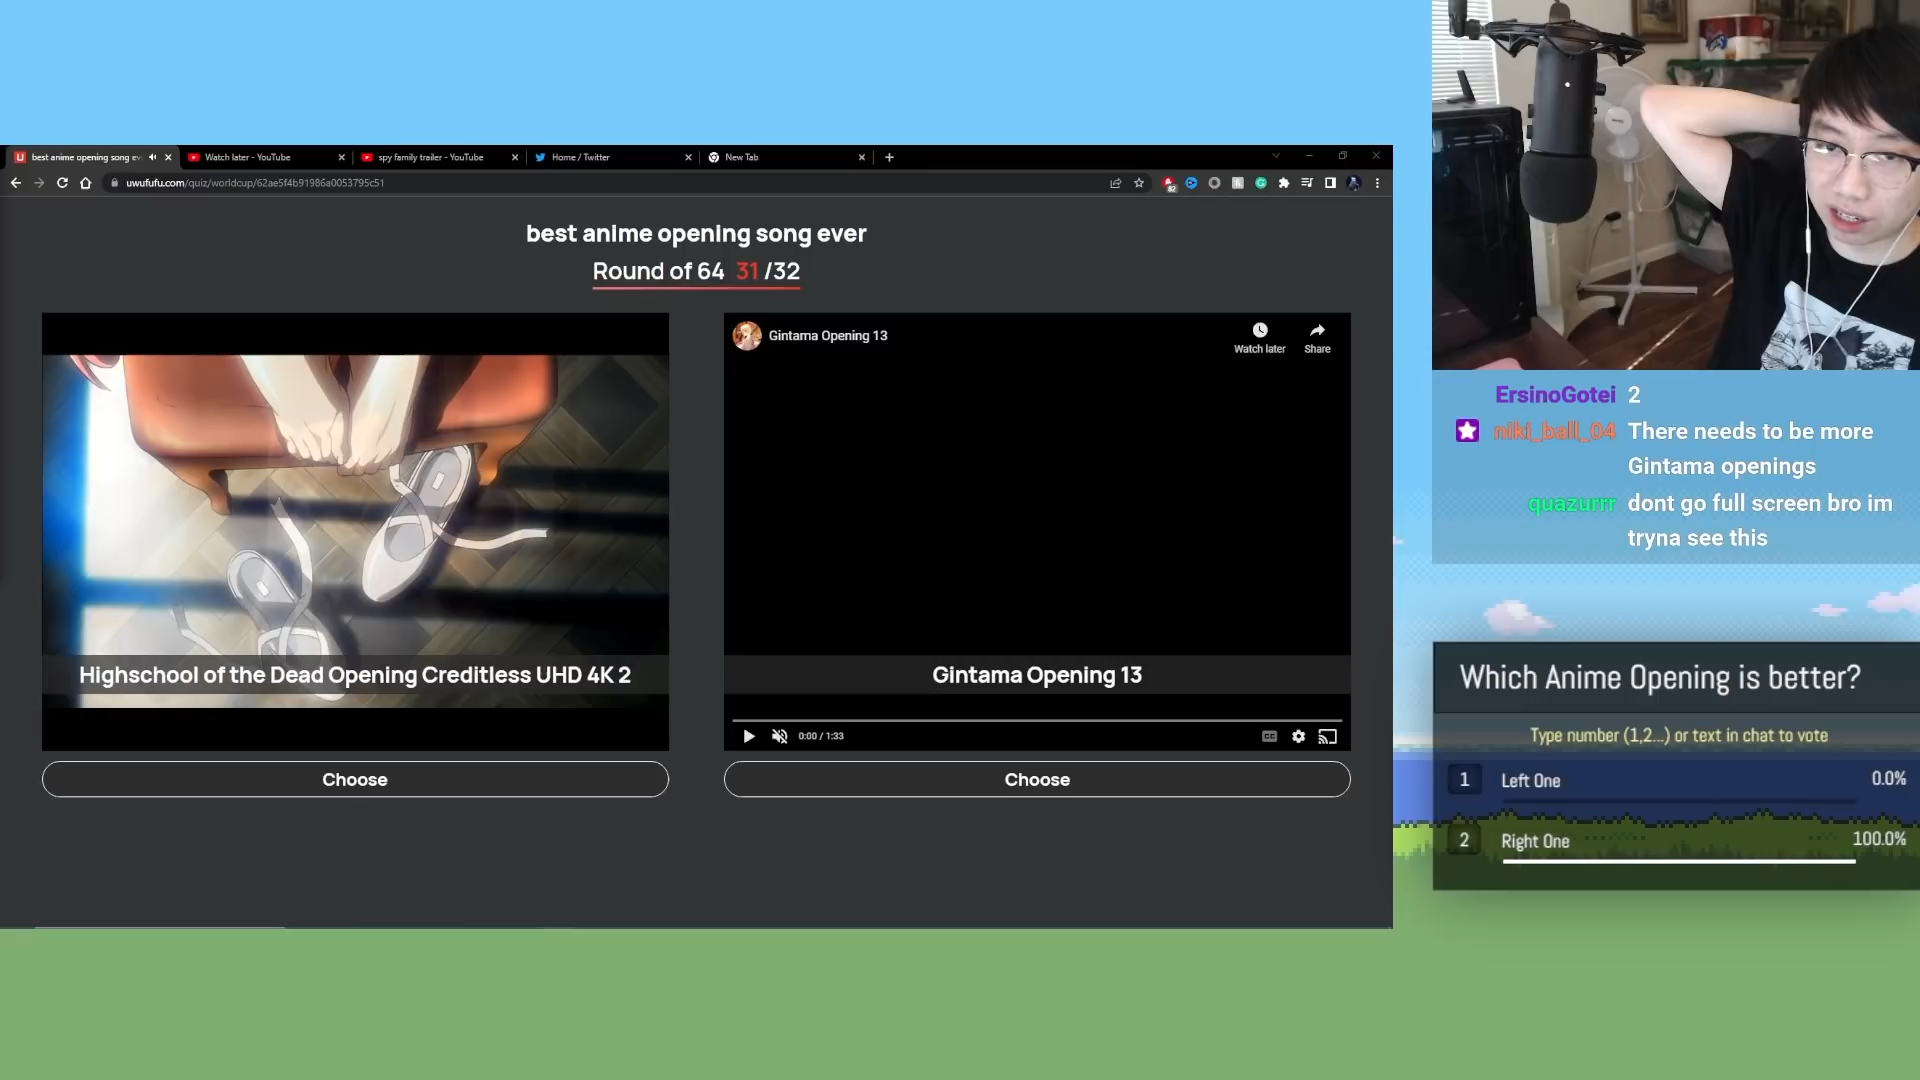 best anime opening song ev
Watch later - YouTube
spy family trailer - YouTube
Home / Twitter
New Tab
uwufufu.com/quiz/worldcup/62ae5f4b91986a0053795c51
82
best anime opening song ever
Round of 64 31 /32
Highschool of the Dead Opening Creditless UHD 4K 2
Choose
Gintama Opening 13
Watch later
Share
Gintama Opening 13
0:00 / 1:33
CC
Choose
ErsinoGotei 2
niki_ball_04 There needs to be more
Gintama openings
quazurrr dont go full screen bro im
tryna see this
Which Anime Opening is better?
Type number (1,2...) or text in chat to vote
1 Left One 0.0%
2 Right One 100.0%